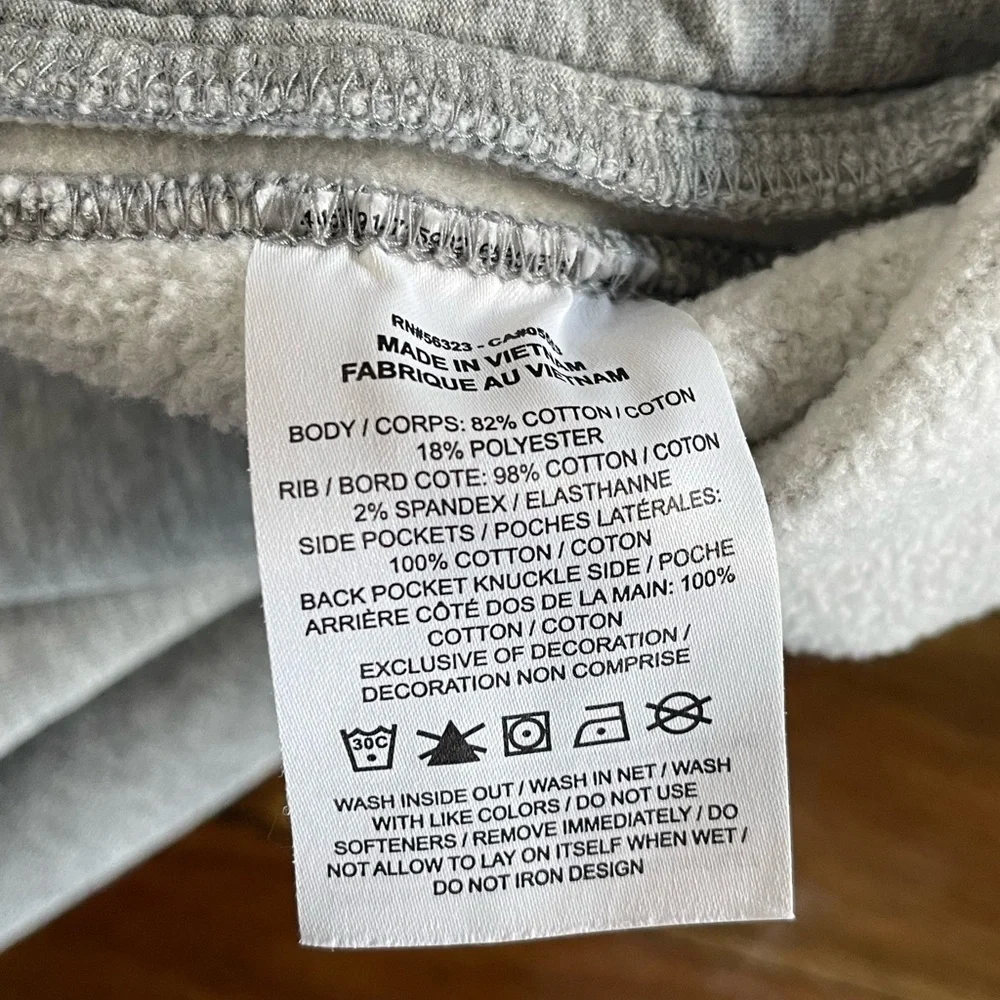 RN#56323 - CA#05553
MADE IN VIETNAM
FABRIQUE AU VIETNAM
BODY / CORPS: 82% COTTON / COTON
18% POLYESTER
RIB / BORD COTE: 98% COTTON / COTON
2% SPANDEX / ELASTHANNE
SIDE POCKETS / POCHES LATÉRALES:
100% COTTON / COTON
BACK POCKET KNUCKLE SIDE / POCHE
ARRIÈRE CÔTÉ DOS DE LA MAIN: 100%
COTTON / COTON
EXCLUSIVE OF DECORATION /
DECORATION NON COMPRISE
30C
WASH INSIDE OUT / WASH IN NET / WASH
WITH LIKE COLORS / DO NOT USE
SOFTENERS / REMOVE IMMEDIATELY / DO
NOT ALLOW TO LAY ON ITSELF WHEN WET /
DO NOT IRON DESIGN